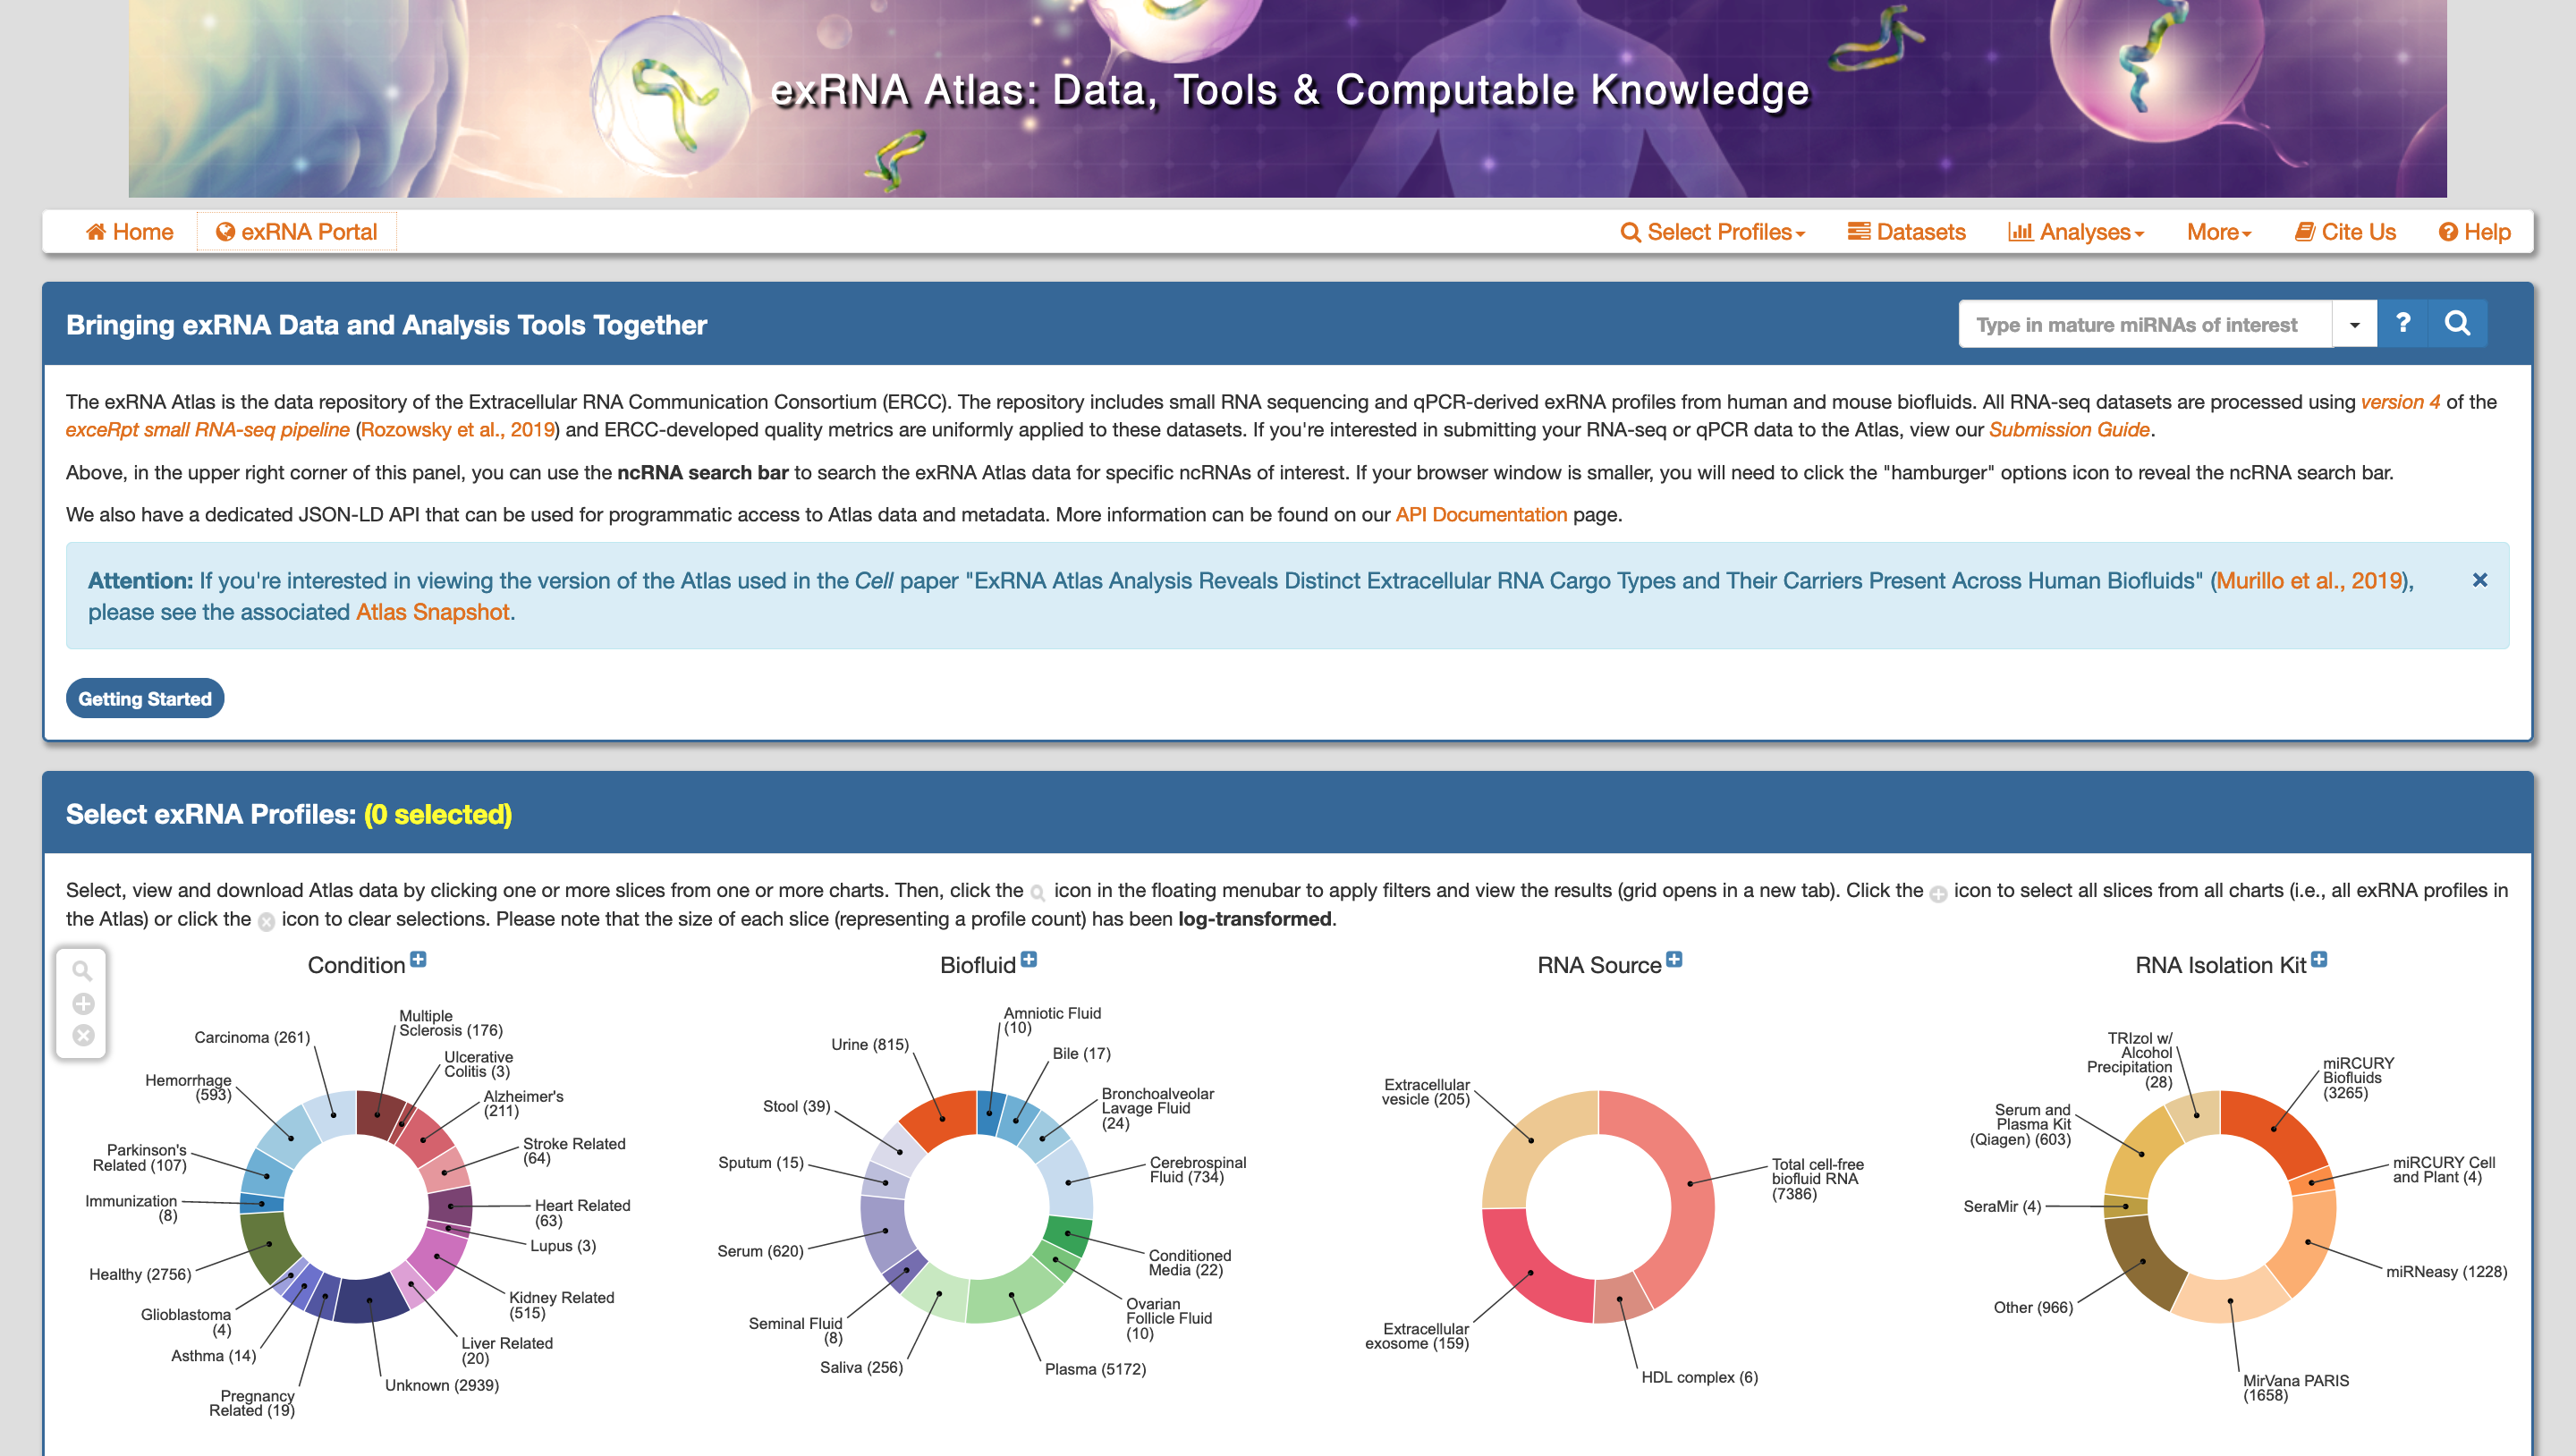 exRNA Atlas: Data, Tools & Computable Knowledge
Home
exRNA Portal
Select Profiles
Datasets
Analyses
More
Cite Us
Help
Bringing exRNA Data and Analysis Tools Together
Type in mature miRNAs of interest
?
The exRNA Atlas is the data repository of the Extracellular RNA Communication Consortium (ERCC). The repository includes small RNA sequencing and qPCR-derived exRNA profiles from human and mouse biofluids. All RNA-seq datasets are processed using version 4 of the
exceRpt small RNA-seq pipeline (Rozowsky et al., 2019) and ERCC-developed quality metrics are uniformly applied to these datasets. If you're interested in submitting your RNA-seq or qPCR data to the Atlas, view our Submission Guide.
Above, in the upper right corner of this panel, you can use the ncRNA search bar to search the exRNA Atlas data for specific ncRNAs of interest. If your browser window is smaller, you will need to click the "hamburger" options icon to reveal the ncRNA search bar.
We also have a dedicated JSON-LD API that can be used for programmatic access to Atlas data and metadata. More information can be found on our API Documentation page.
Attention: If you're interested in viewing the version of the Atlas used in the Cell paper "ExRNA Atlas Analysis Reveals Distinct Extracellular RNA Cargo Types and Their Carriers Present Across Human Biofluids" (Murillo et al., 2019),
please see the associated Atlas Snapshot.
Getting Started
Select exRNA Profiles: (0 selected)
Select, view and download Atlas data by clicking one or more slices from one or more charts. Then, click the icon in the floating menubar to apply filters and view the results (grid opens in a new tab). Click the icon to select all slices from all charts (i.e., all exRNA profiles in
the Atlas) or click the icon to clear selections. Please note that the size of each slice (representing a profile count) has been log-transformed.
Condition
Multiple
Sclerosis (176)
Ulcerative
Colitis (3)
Alzheimer's
(211)
Stroke Related
(64)
Heart Related
(63)
Lupus (3)
Kidney Related
(515)
Liver Related
(20)
Unknown (2939)
Pregnancy
Related (19)
Asthma (14)
Glioblastoma
(4)
Healthy (2756)
Immunization
(8)
Parkinson's
Related (107)
Hemorrhage
(593)
Carcinoma (261)
Biofluid
Amniotic Fluid
(10)
Bile (17)
Bronchoalveolar
Lavage Fluid
(24)
Cerebrospinal
Fluid (734)
Conditioned
Media (22)
Ovarian
Follicle Fluid
(10)
Plasma (5172)
Saliva (256)
Seminal Fluid
(8)
Serum (620)
Sputum (15)
Stool (39)
Urine (815)
RNA Source
Total cell-free
biofluid RNA
(7386)
HDL complex (6)
Extracellular
exosome (159)
Extracellular
vesicle (205)
RNA Isolation Kit
miRCURY
Biofluids
(3265)
miRCURY Cell
and Plant (4)
miRNeasy (1228)
MirVana PARIS
(1658)
Other (966)
SeraMir (4)
Serum and
Plasma Kit
(Qiagen) (603)
TRIzol w/
Alcohol
Precipitation
(28)